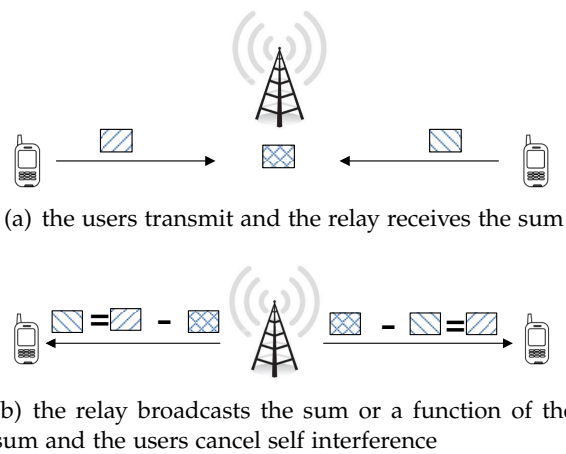 (a) the users transmit and the relay receives the sum
= - - =
b) the relay broadcasts the sum or a function of the
sum and the users cancel self interference